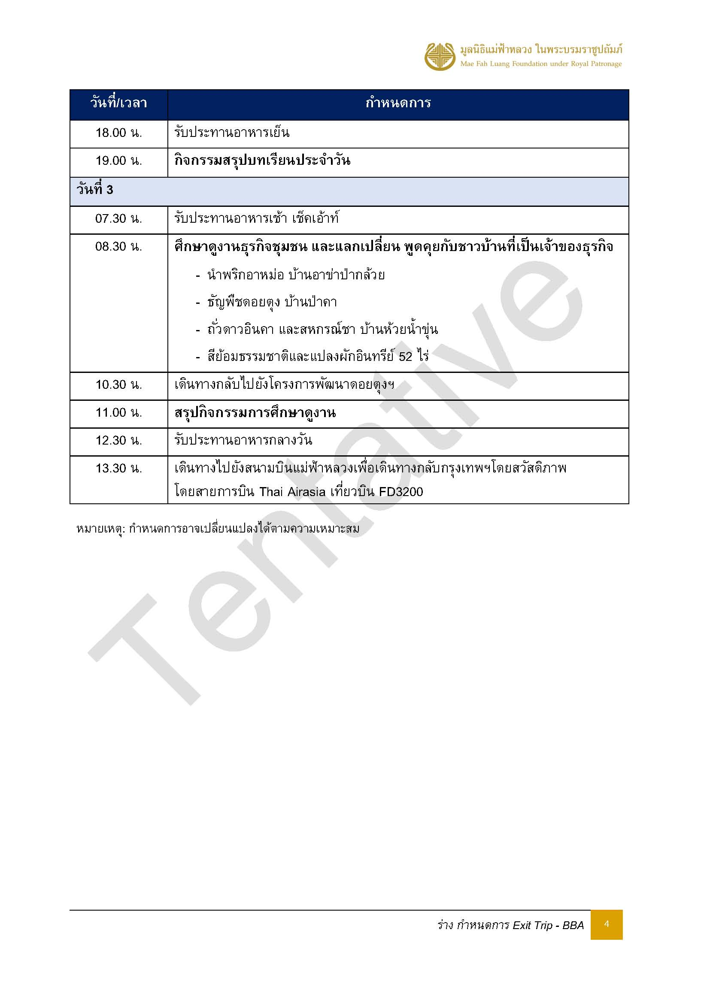 มูลนิธิแม่ฟ้าหลวง ในพระบรมราชูปถัมภ์
Mae Fah Luang Foundation under Royal Patronage
วันที่/เวลา กำหนดการ
18.00 น. รับประทานอาหารเย็น
19.00 น. กิจกรรมสรุปบทเรียนประจำวัน
วันที่ 3
07.30 น. รับประทานอาหารเช้า เช็คเอ้าท์
08.30 น. ศึกษาดูงานธุรกิจชุมชน และแลกเปลี่ยน พูดคุยกับชาวบ้านที่เป็นเจ้าของธุรกิจ
- นำพริกอาหม่อ บ้านอาข่าป่ากล้วย
- ธัญพืชดอยตุง บ้านป่าคา
- ถั่วดาวอินคา และสหกรณ์ชา บ้านห้วยน้ำขุ่น
- สีย้อมธรรมชาติและแปลงผักอินทรีย์ 52 ไร่
10.30 น. เดินทางกลับไปยังโครงการพัฒนาดอยตุงฯ
11.00 น. สรุปกิจกรรมการศึกษาดูงาน
12.30 น. รับประทานอาหารกลางวัน
13.30 น. เดินทางไปยังสนามบินแม่ฟ้าหลวงเพื่อเดินทางกลับกรุงเทพฯโดยสวัสดิภาพ
โดยสายการบิน Thai Airasia เที่ยวบิน FD3200
หมายเหตุ: กำหนดการอาจเปลี่ยนแปลงได้ตามความเหมาะสม
Tentative
ร่าง กำหนดการ Exit Trip - BBA 4